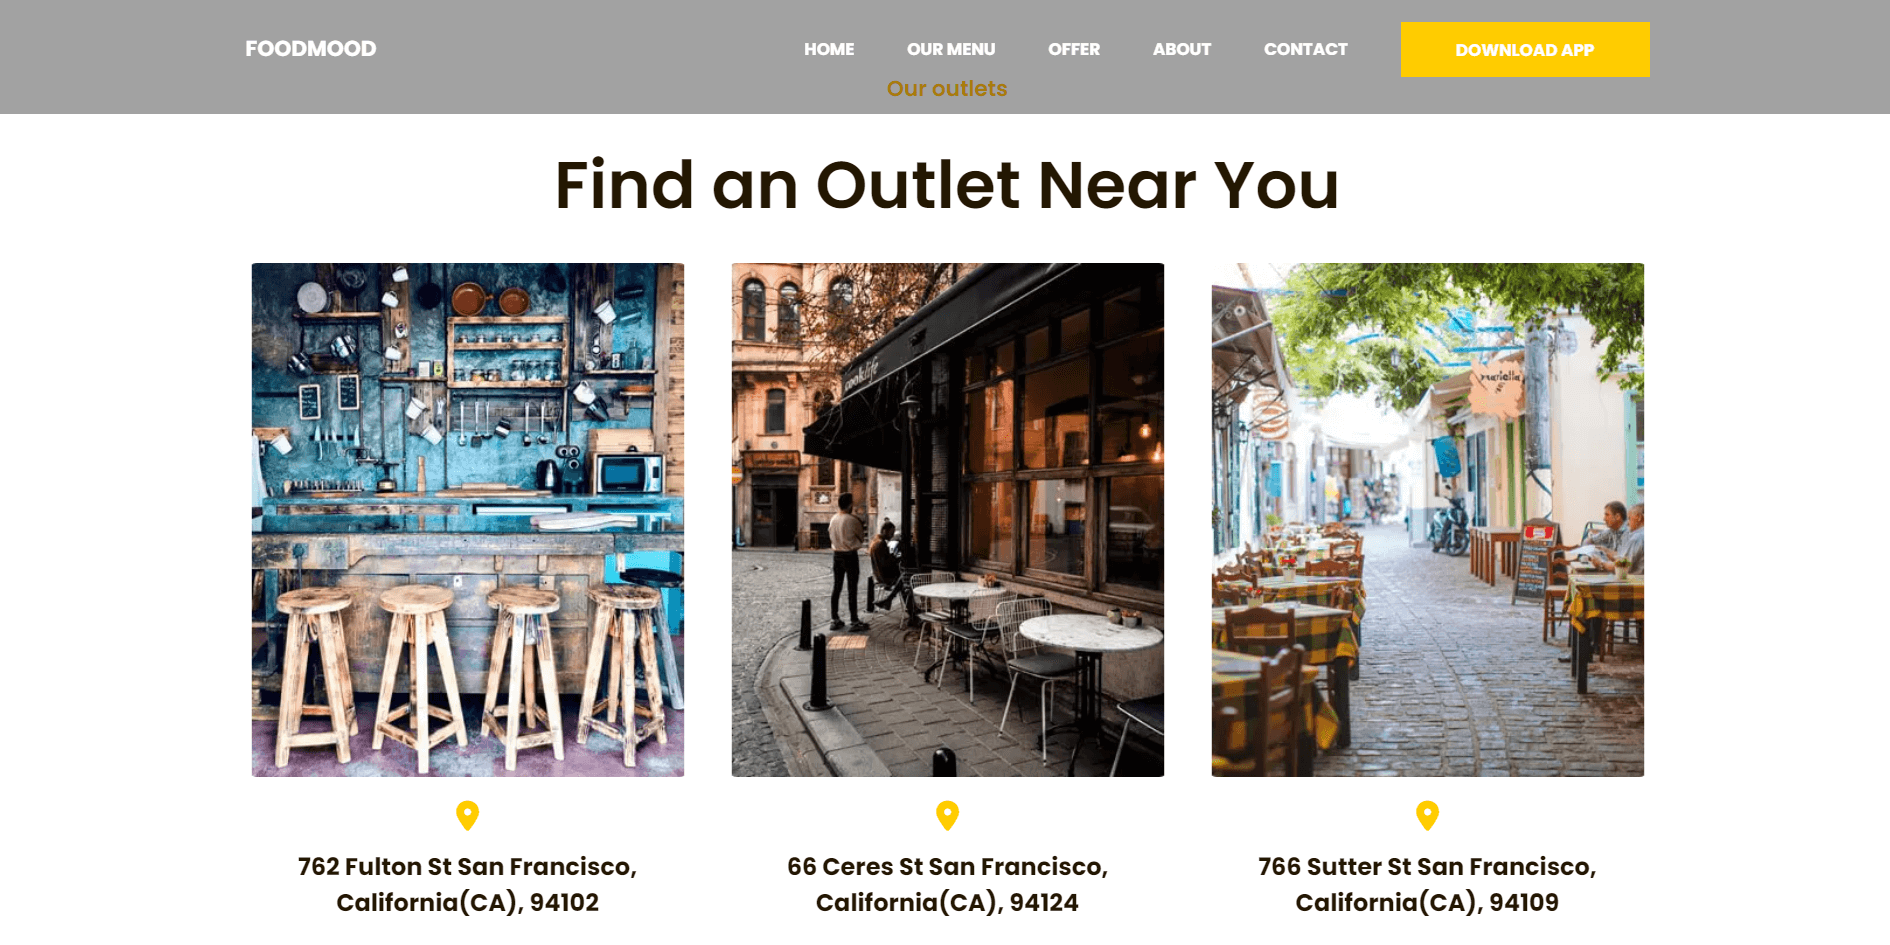 FOODMOOD
HOME
OUR MENU
OFFER
ABOUT
CONTACT
DOWNLOAD APP
Our outlets
Find an Outlet Near You
cooklife
mariella
762 Fulton St San Francisco,
California(CA), 94102
66 Ceres St San Francisco,
California(CA), 94124
766 Sutter St San Francisco,
California(CA), 94109